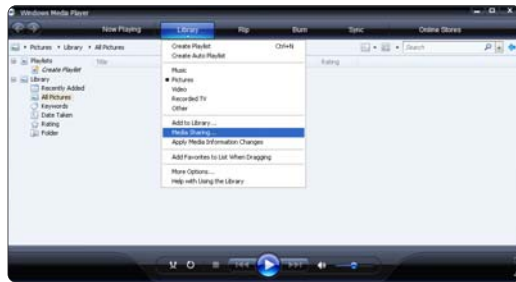 Windows Media Player
Now Playing
Library
Rip
Burn
Sync
Online Stores
Pictures
Library
All Pictures
Search
Playlists
Create Playlist
Library
Recently Added
All Pictures
Keywords
Date Taken
Rating
Folder
Title
Rating
Create Playlist Ctrl+N
Create Auto Playlist
Music
Pictures
Video
Recorded TV
Other
Add to Library...
Media Sharing...
Apply Media Information Changes
Add Favorites to List When Dragging
More Options...
Help with Using the Library